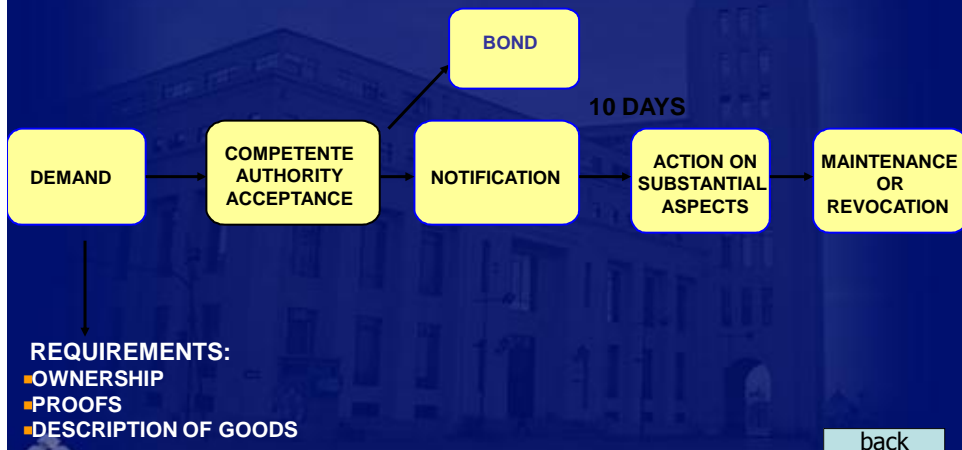 BOND
10 DAYS
DEMAND
COMPETENTE
AUTHORITY
ACCEPTANCE
NOTIFICATION
ACTION ON
SUBSTANTIAL
ASPECTS
MAINTENANCE
OR
REVOCATION
REQUIREMENTS:
▪OWNERSHIP
▪PROOFS
▪DESCRIPTION OF GOODS
back